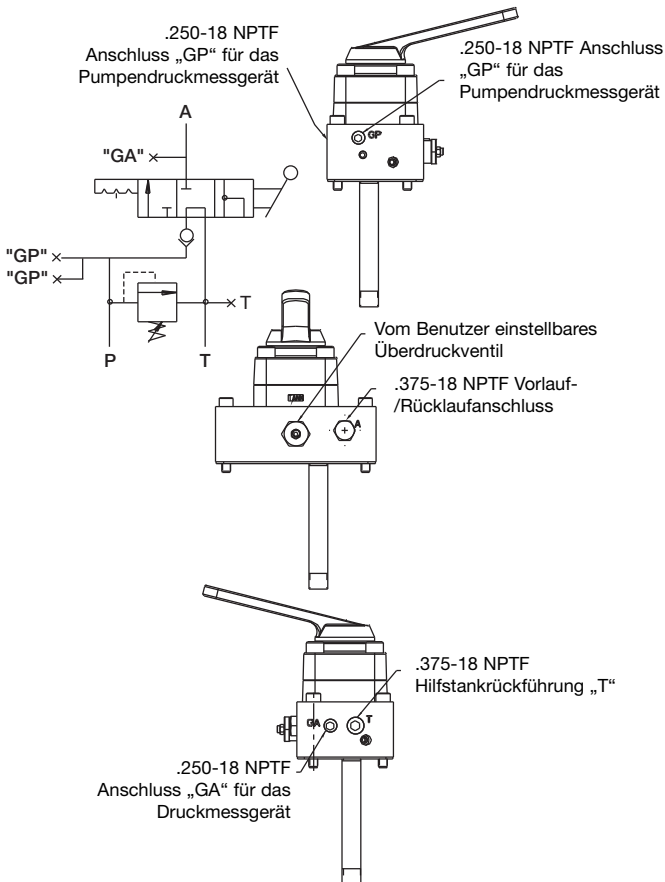 .250-18 NPTF
Anschluss „GP“ für das
Pumpendruckmessgerät
.250-18 NPTF Anschluss
„GP“ für das
Pumpendruckmessgerät
GP
A
"GA"
"GP"
"GP"
T
P
T
Vom Benutzer einstellbares
Überdruckventil
.375-18 NPTF Vorlauf-
/Rücklaufanschluss
A
.375-18 NPTF
Hilfstankrückführung „T“
GA
T
.250-18 NPTF
Anschluss „GA“ für das
Druckmessgerät